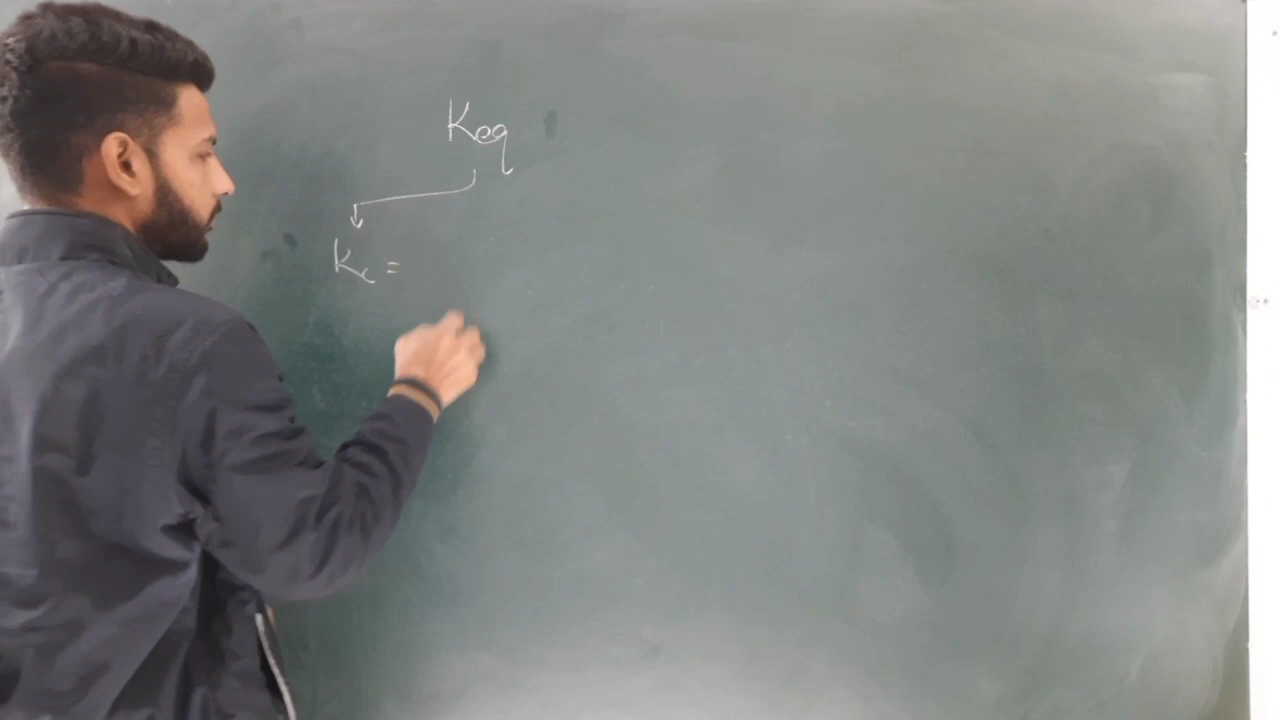 Keq
Kc =